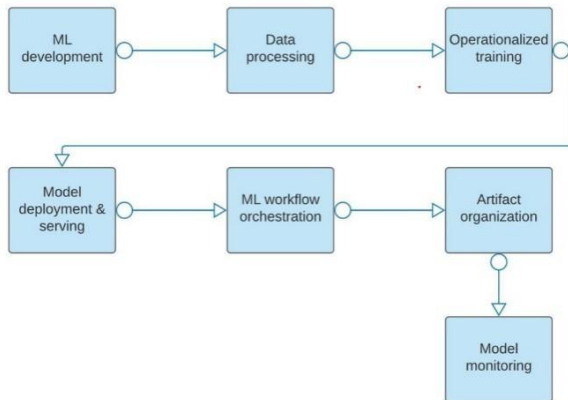 ML
development
Data
processing
Operationalized
training
Model
deployment &
serving
ML workflow
orchestration
Artifact
organization
Model
monitoring